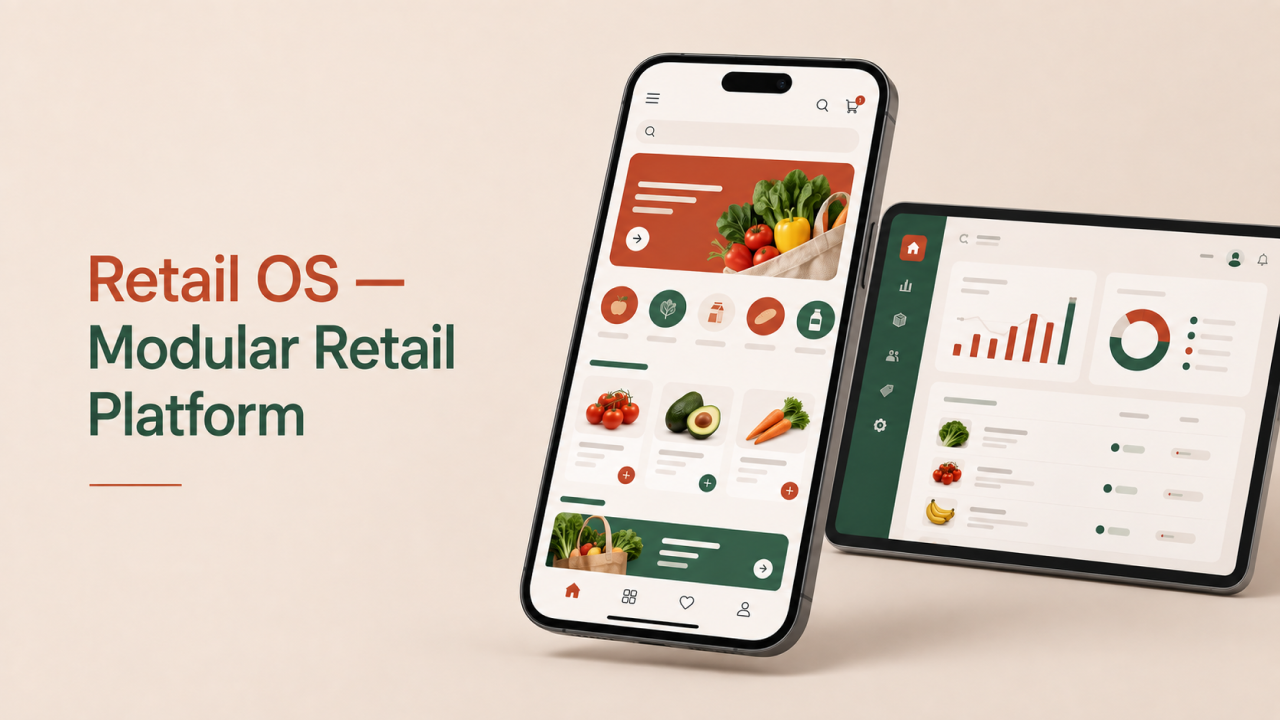 Retail OS —
Modular Retail
Platform